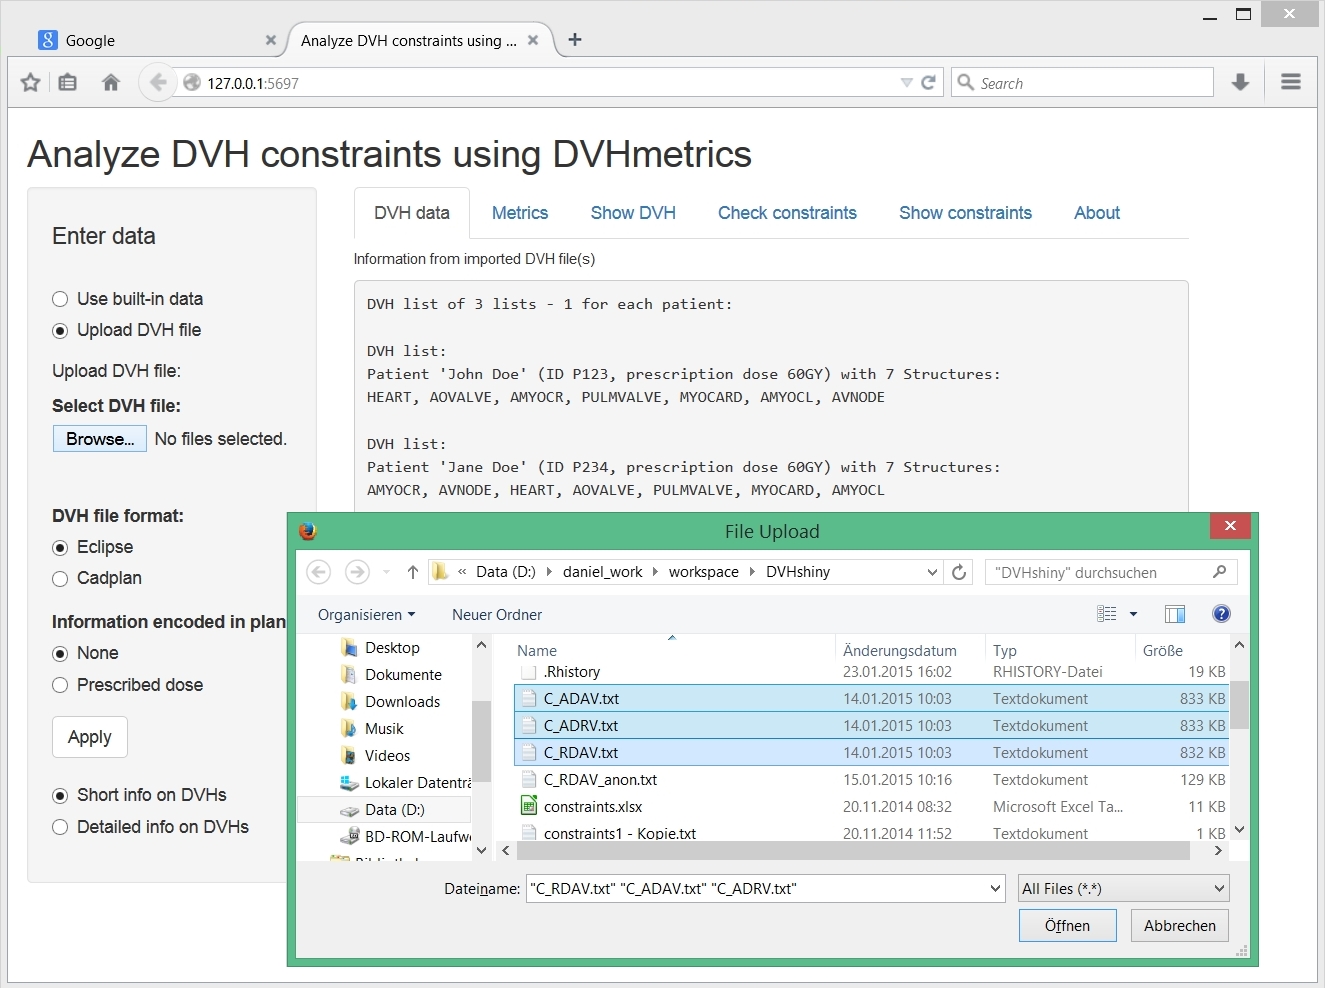 Google
Analyze DVH constraints using ...
127.0.0.1:5697
Search
Analyze DVH constraints using DVHmetrics
Enter data
Use built-in data
Upload DVH file
Upload DVH file:
Select DVH file:
Browse... No files selected.
DVH file format:
Eclipse
Cadplan
Information encoded in plan
None
Prescribed dose
Apply
Short info on DVHs
Detailed info on DVHs
DVH data Metrics Show DVH Check constraints Show constraints About
Information from imported DVH file(s)
DVH list of 3 lists - 1 for each patient:
DVH list:
Patient 'John Doe' (ID P123, prescription dose 60GY) with 7 Structures:
HEART, AOVALVE, AMYOCR, PULMVALVE, MYOCARD, AMYOCL, AVNODE
DVH list:
Patient 'Jane Doe' (ID P234, prescription dose 60GY) with 7 Structures:
AMYOCR, AVNODE, HEART, AOVALVE, PULMVALVE, MYOCARD, AMYOCL
File Upload
« Data (D:) daniel_work workspace DVHshiny
"DVHshiny" durchsuchen
Organisieren Neuer Ordner
Desktop
Dokumente
Downloads
Musik
Videos
Lokaler Datenträ
Data (D:)
BD-ROM-Laufwe
Name Änderungsdatum Typ Größe
.Rhistory 23.01.2015 16:02 RHISTORY-Datei 19 KB
C_ADAV.txt 14.01.2015 10:03 Textdokument 833 KB
C_ADRV.txt 14.01.2015 10:03 Textdokument 833 KB
C_RDAV.txt 14.01.2015 10:03 Textdokument 832 KB
C_RDAV_anon.txt 15.01.2015 10:16 Textdokument 129 KB
constraints.xlsx 20.11.2014 08:32 Microsoft Excel Ta... 11 KB
constraints1 - Kopie.txt 20.11.2014 11:52 Textdokument 1 KB
Dateiname: "C_RDAV.txt" "C_ADAV.txt" "C_ADRV.txt"
All Files (*.*)
Öffnen Abbrechen